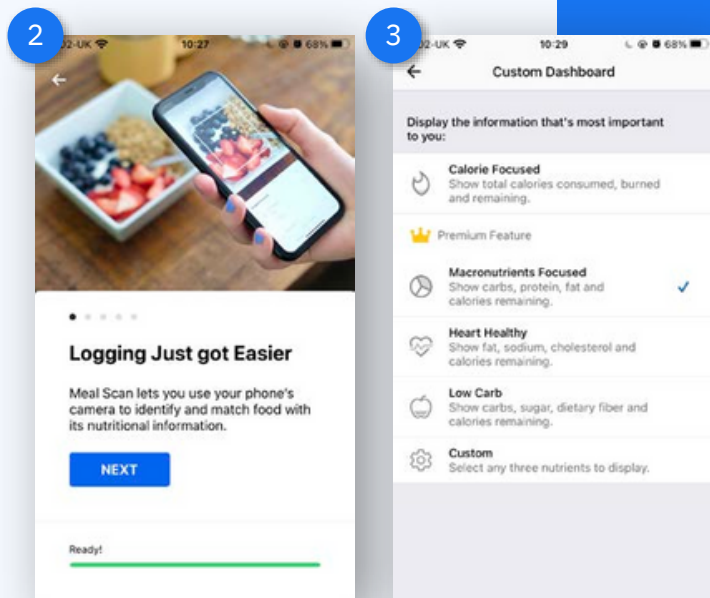 2
O2-UK
10:27
68%
Logging Just got Easier
Meal Scan lets you use your phone's
camera to identify and match food with
its nutritional information.
NEXT
Ready!
3
2-UK
10:29
68%
Custom Dashboard
Display the information that's most important
to you:
Calorie Focused
Show total calories consumed, burned
and remaining.
Premium Feature
Macronutrients Focused
Show carbs, protein, fat and
calories remaining.
Heart Healthy
Show fat, sodium, cholesterol and
calories remaining.
Low Carb
Show carbs, sugar, dietary fiber and
calories remaining.
Custom
Select any three nutrients to display.